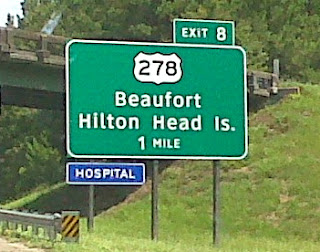 EXIT 8
278
Beaufort
Hilton Head Is.
1 MILE
HOSPITAL